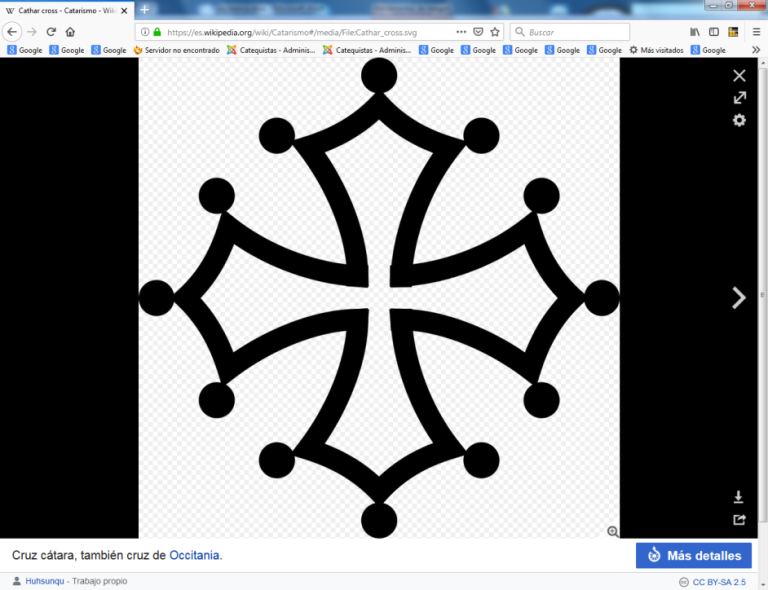 W Cathar cross - Catarismo - Wiki
https://es.wikipedia.org/wiki/Catarismo#/media/File:Cathar_cross.svg
Buscar
Google Google Google Servidor no encontrado Catequistas - Adminis... Catequistas - Adminis... Google Google Google Google Google Más visitados Google
Cruz cátara, también cruz de Occitania.
Más detalles
Huhsunqu - Trabajo propio
CC BY-SA 2.5